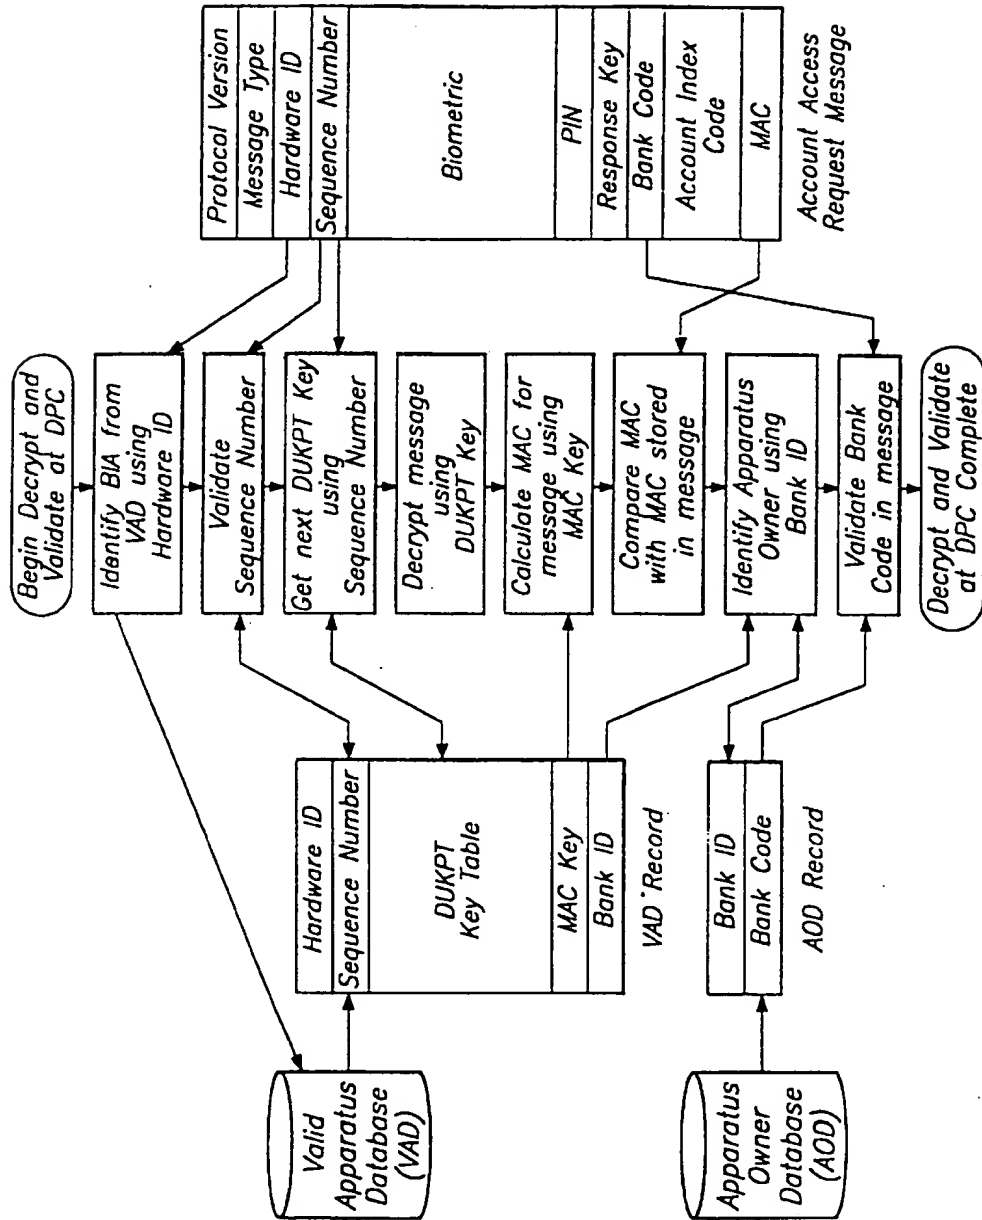 Begin Decrypt and
Validate at DPC
Identify BIA from
VAD using
Hardware ID
Validate
Sequence Number
Get next DUKPT Key
using
Sequence Number
Decrypt message
using
DUKPT Key
Calculate MAC for
message using
MAC Key
Compare MAC
with MAC stored
in message
Identify Apparatus
Owner using
Bank ID
Validate Bank
Code in message
Decrypt and Validate
at DPC Complete
Protocol Version
Message Type
Hardware ID
Sequence Number
Biometric
PIN
Response Key
Bank Code
Account Index
Code
MAC
Account Access
Request Message
Hardware ID
Sequence Number
DUKPT
Key Table
MAC Key
Bank ID
VAD Record
Bank ID
Bank Code
AOD Record
Valid
Apparatus
Database
(VAD)
Apparatus
Owner
Database
(AOD)